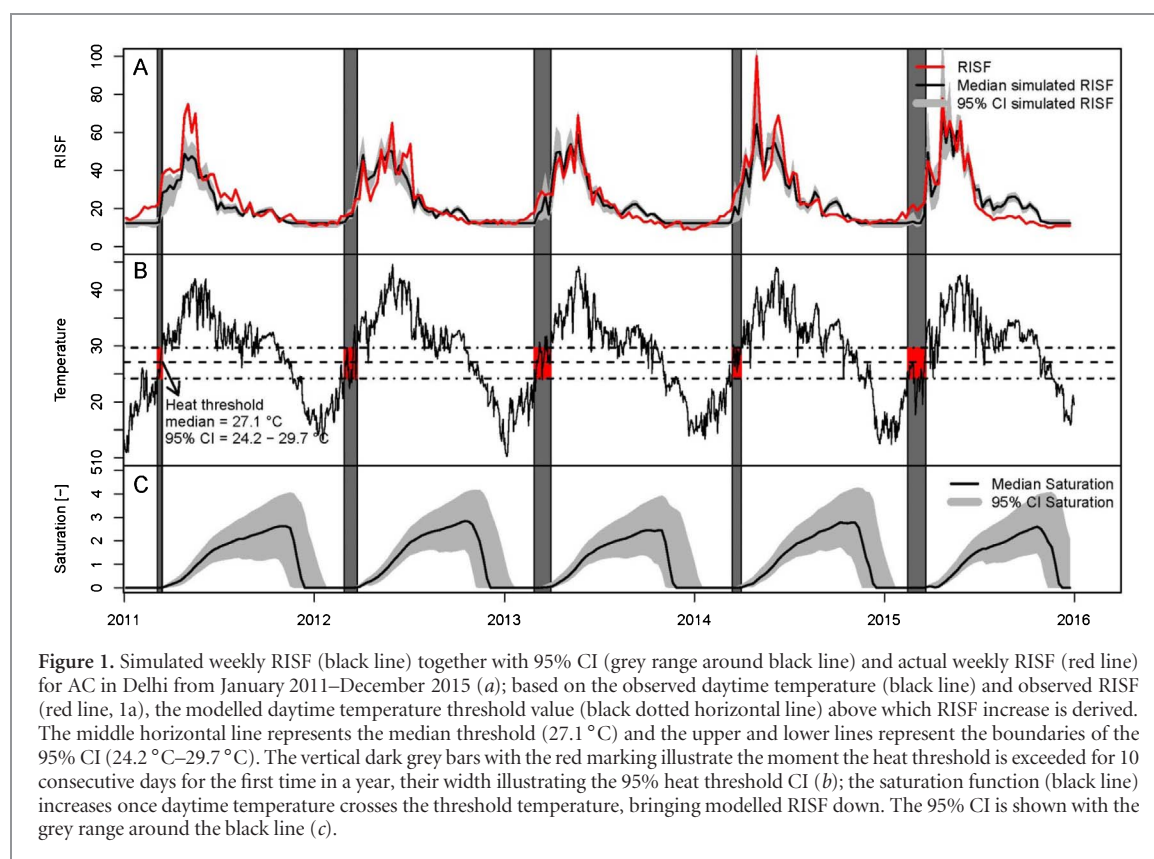 A
RISF
Median simulated RISF
95% CI simulated RISF
RISF
100
80
60
40
20
0
B
Temperature
40
30
20
10
Heat threshold
median = 27.1 °C
95% CI = 24.2 – 29.7 °C
C
Median Saturation
95% CI Saturation
Saturation [–]
5
4
3
2
1
0
2011 2012 2013 2014 2015 2016
Figure 1. Simulated weekly RISF (black line) together with 95% CI (grey range around black line) and actual weekly RISF (red line)
for AC in Delhi from January 2011–December 2015 (a); based on the observed daytime temperature (black line) and observed RISF
(red line, 1a), the modelled daytime temperature threshold value (black dotted horizontal line) above which RISF increase is derived.
The middle horizontal line represents the median threshold (27.1 °C) and the upper and lower lines represent the boundaries of the
95% CI (24.2 °C–29.7 °C). The vertical dark grey bars with the red marking illustrate the moment the heat threshold is exceeded for 10
consecutive days for the first time in a year, their width illustrating the 95% heat threshold CI (b); the saturation function (black line)
increases once daytime temperature crosses the threshold temperature, bringing modelled RISF down. The 95% CI is shown with the
grey range around the black line (c).